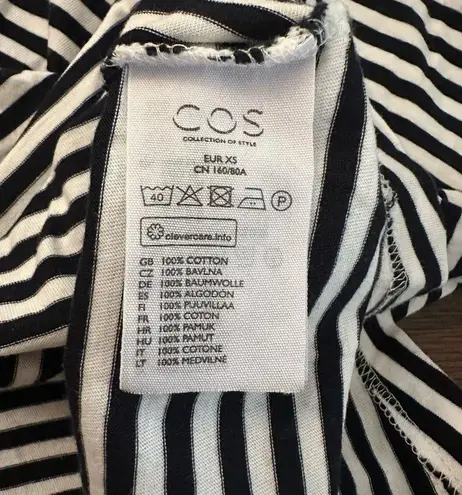 COS
COLLECTION OF STYLE
EUR XS
CN 160/80A
40 P
clevercare.info
GB 100% COTTON
CZ 100% BAVLNA
DE 100% BAUMWOLLE
ES 100% ALGODON
FI 100% PUUVILLAA
FR 100% COTON
HR 100% PAMUK
HU 100% PAMUT
IT 100% COTONE
LT 100% MEDVILNĖ